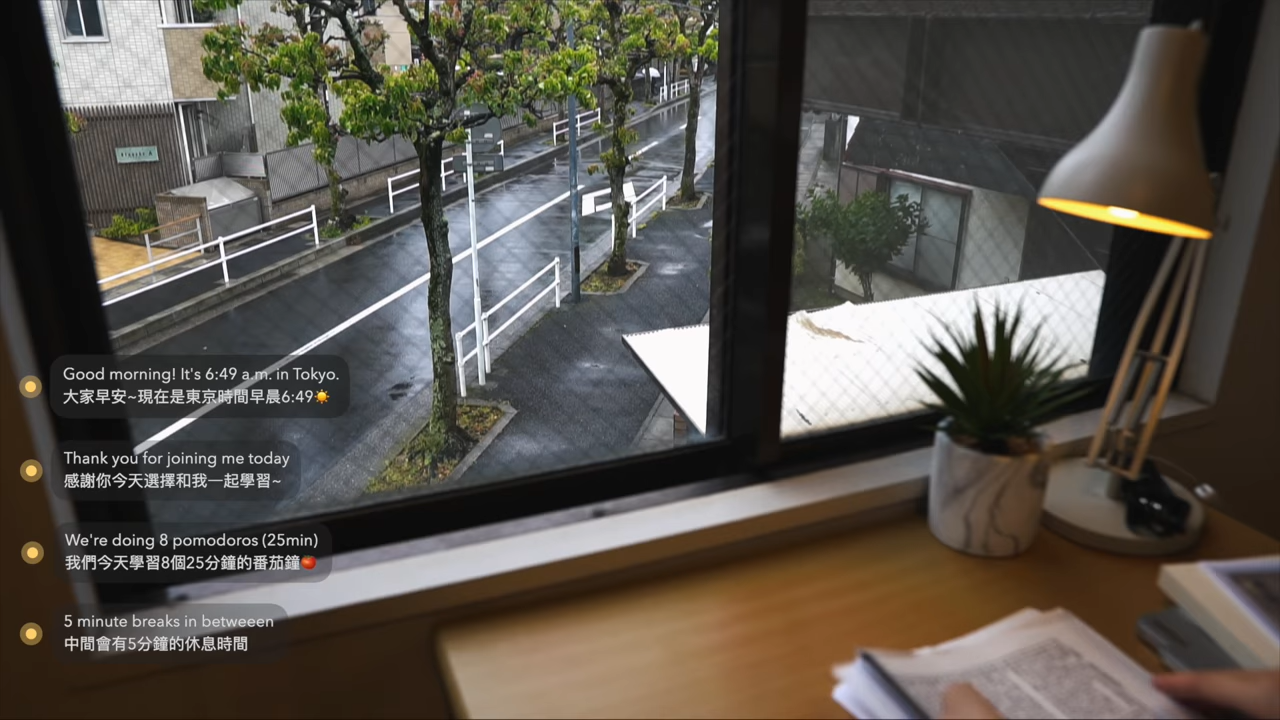 Good morning! It's 6:49 a.m. in Tokyo.
大家早安~現在是東京時間早晨6:49☀️
Thank you for joining me today
感謝你今天選擇和我一起學習~
We're doing 8 pomodoros (25min)
我們今天學習8個25分鐘的番茄鐘🍅
5 minute breaks in betweeen
中間會有5分鐘的休息時間